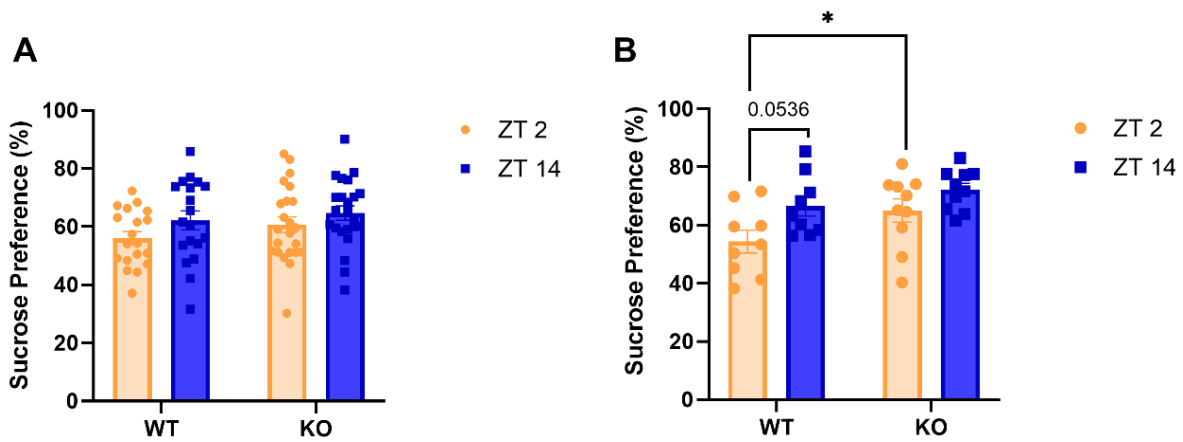 A
Sucrose Preference (%)
100
80
60
40
20
0
WT
KO
ZT 2
ZT 14
B
*
0.0536
Sucrose Preference (%)
100
80
60
40
20
0
WT
KO
ZT 2
ZT 14